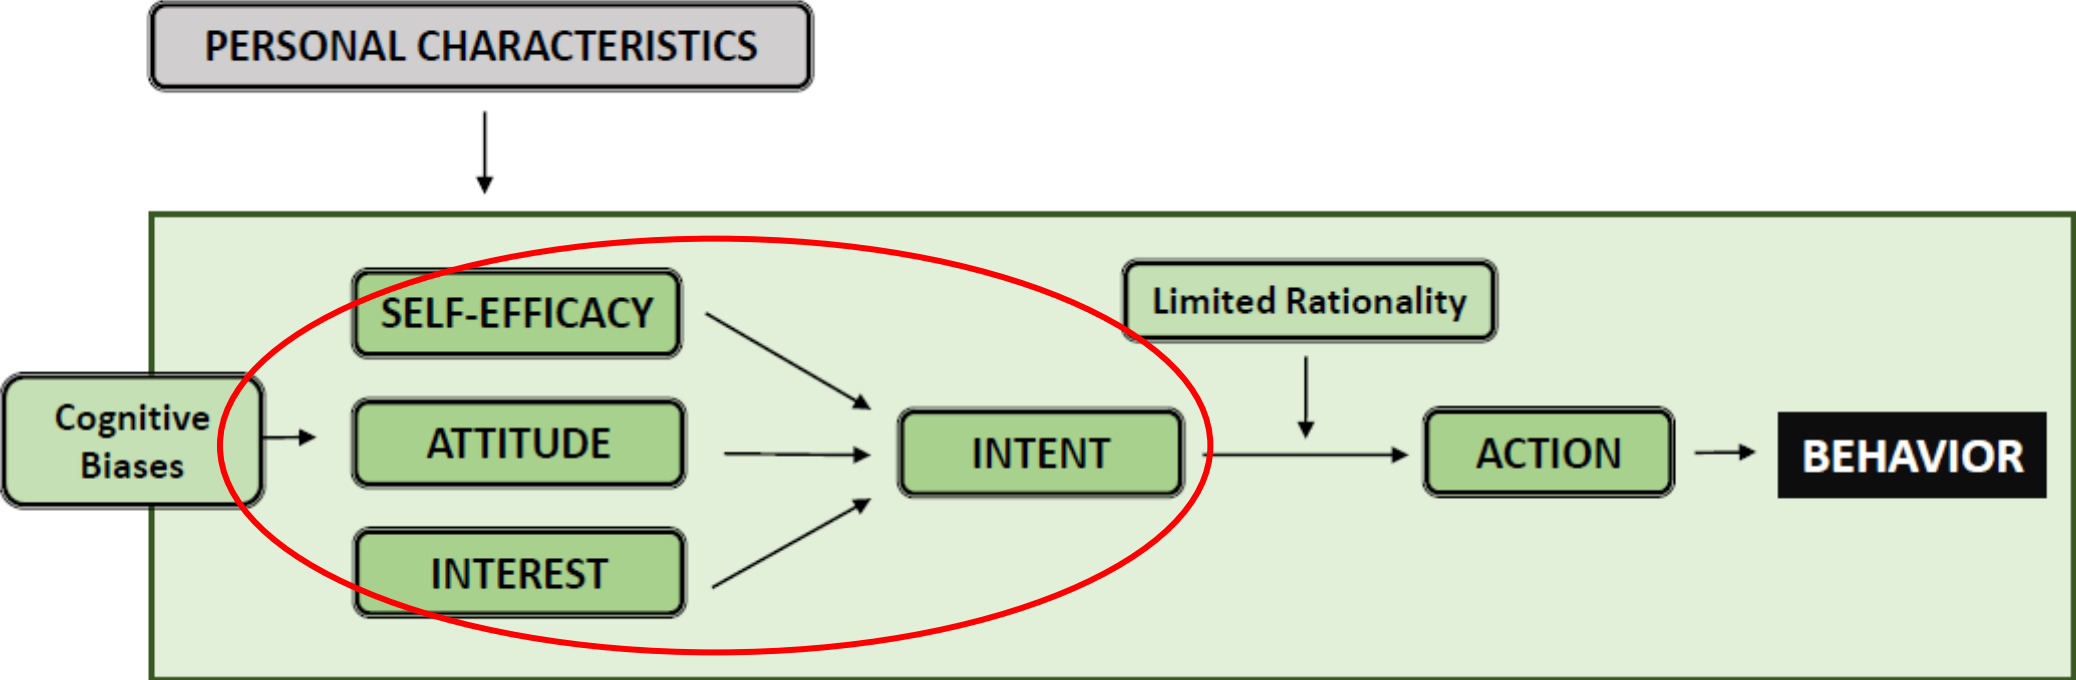 PERSONAL CHARACTERISTICS
SELF-EFFICACY
Limited Rationality
Cognitive
Biases
ATTITUDE
INTENT
ACTION
BEHAVIOR
INTEREST